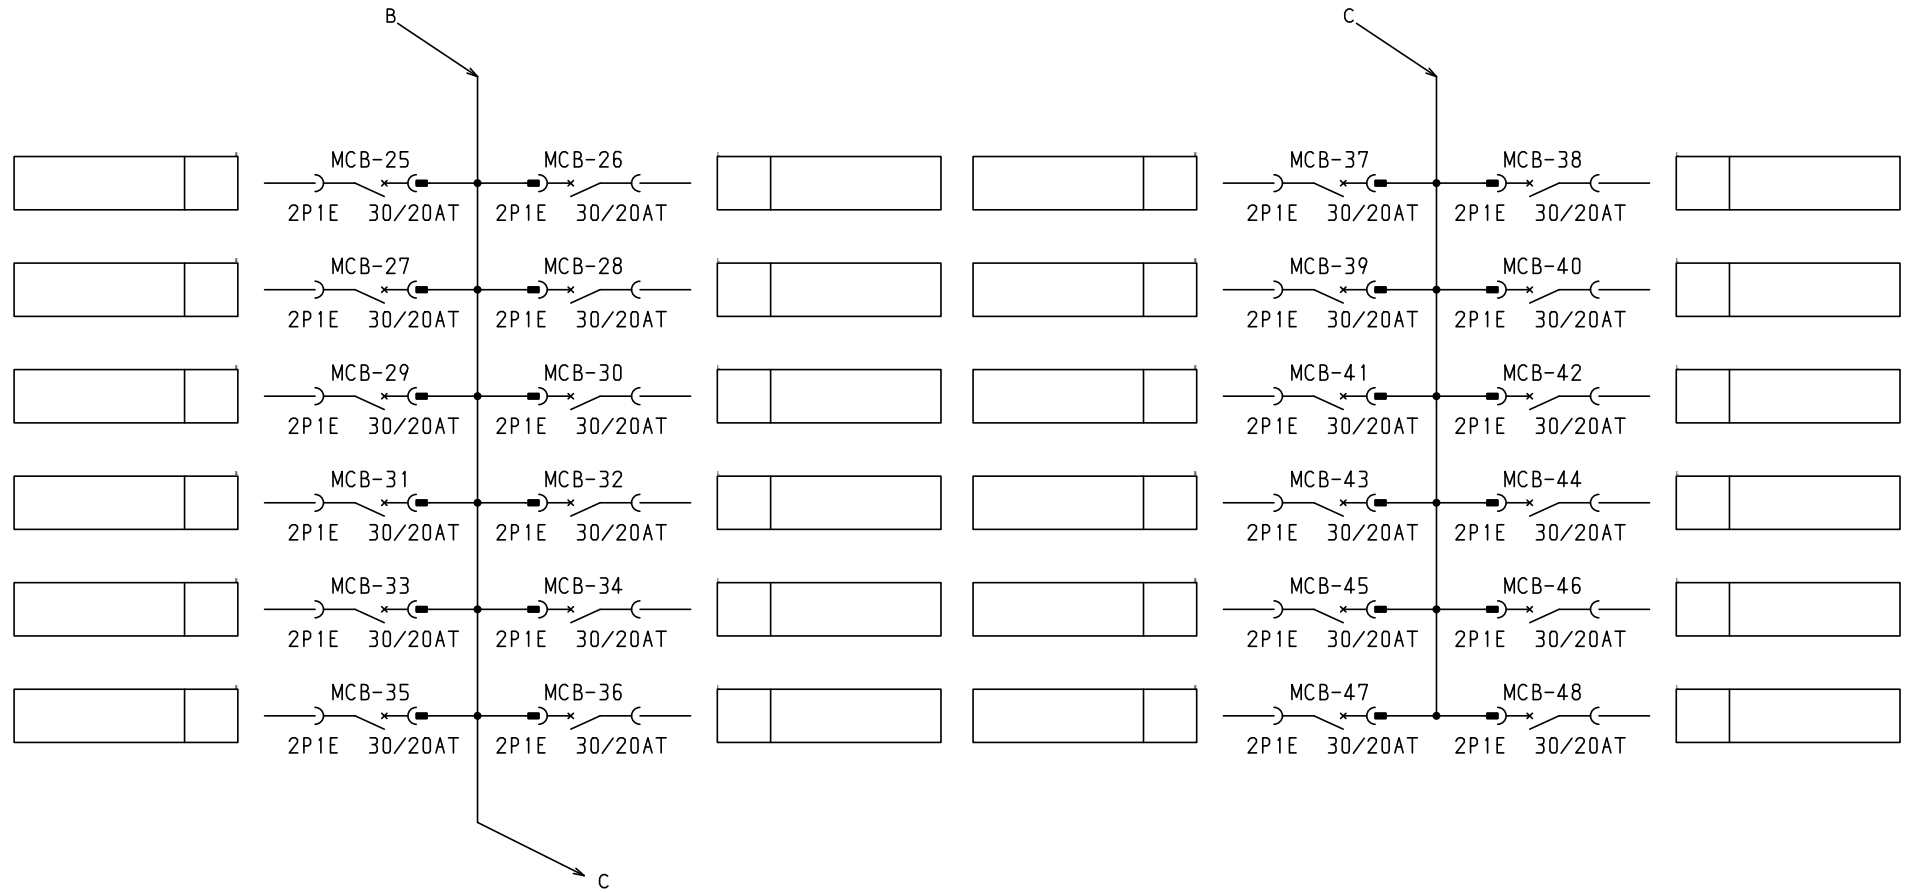 B C
MCB-25 MCB-26 MCB-37 MCB-38
2P1E 30/20AT 2P1E 30/20AT 2P1E 30/20AT 2P1E 30/20AT
MCB-27 MCB-28 MCB-39 MCB-40
2P1E 30/20AT 2P1E 30/20AT 2P1E 30/20AT 2P1E 30/20AT
MCB-29 MCB-30 MCB-41 MCB-42
2P1E 30/20AT 2P1E 30/20AT 2P1E 30/20AT 2P1E 30/20AT
MCB-31 MCB-32 MCB-43 MCB-44
2P1E 30/20AT 2P1E 30/20AT 2P1E 30/20AT 2P1E 30/20AT
MCB-33 MCB-34 MCB-45 MCB-46
2P1E 30/20AT 2P1E 30/20AT 2P1E 30/20AT 2P1E 30/20AT
MCB-35 MCB-36 MCB-47 MCB-48
2P1E 30/20AT 2P1E 30/20AT 2P1E 30/20AT 2P1E 30/20AT
C